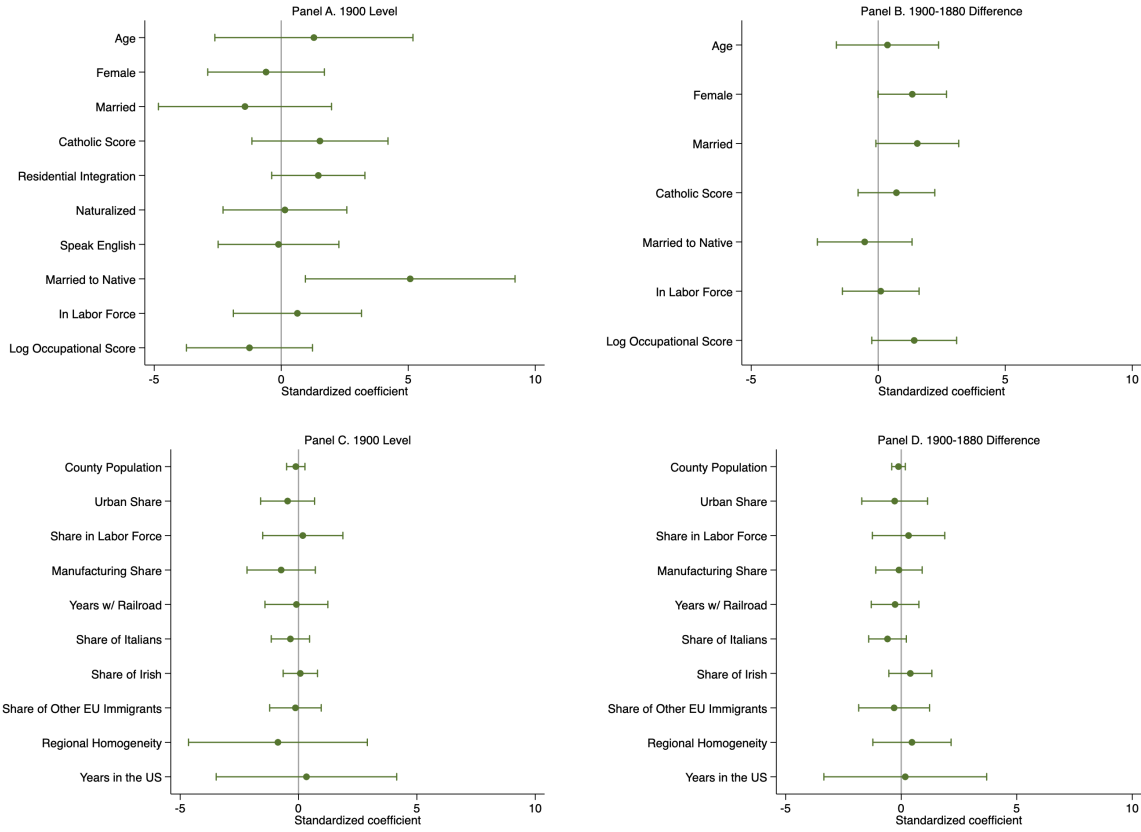 Panel A. 1900 Level
Age
Female
Married
Catholic Score
Residential Integration
Naturalized
Speak English
Married to Native
In Labor Force
Log Occupational Score
-5 0 5 10
Standardized coefficient
Panel B. 1900-1880 Difference
Age
Female
Married
Catholic Score
Married to Native
In Labor Force
Log Occupational Score
-5 0 5 10
Standardized coefficient
Panel C. 1900 Level
County Population
Urban Share
Share in Labor Force
Manufacturing Share
Years w/ Railroad
Share of Italians
Share of Irish
Share of Other EU Immigrants
Regional Homogeneity
Years in the US
-5 0 5 10
Standardized coefficient
Panel D. 1900-1880 Difference
County Population
Urban Share
Share in Labor Force
Manufacturing Share
Years w/ Railroad
Share of Italians
Share of Irish
Share of Other EU Immigrants
Regional Homogeneity
Years in the US
-5 0 5 10
Standardized coefficient